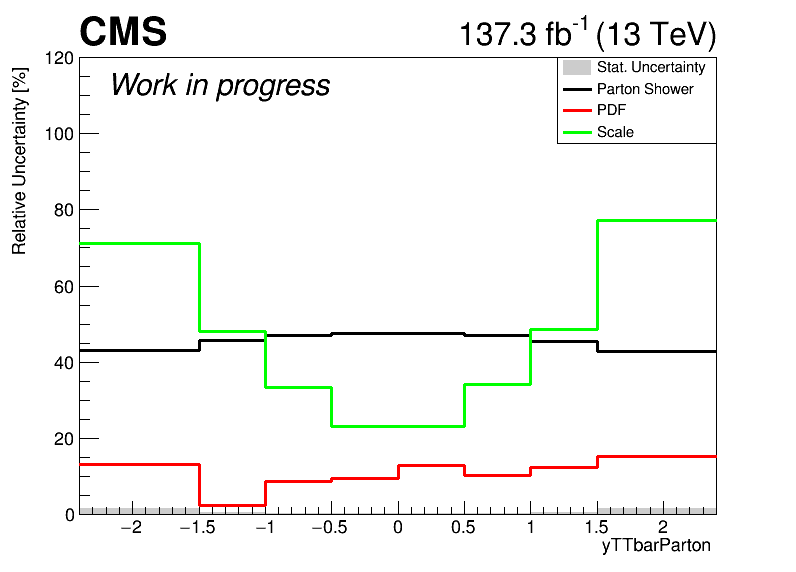 CMS
137.3 fb-1 (13 TeV)
Work in progress
Stat. Uncertainty
Parton Shower
PDF
Scale
Relative Uncertainty [%]
120
100
80
60
40
20
0
−2 −1.5 −1 −0.5 0 0.5 1 1.5 2
yTTbarParton